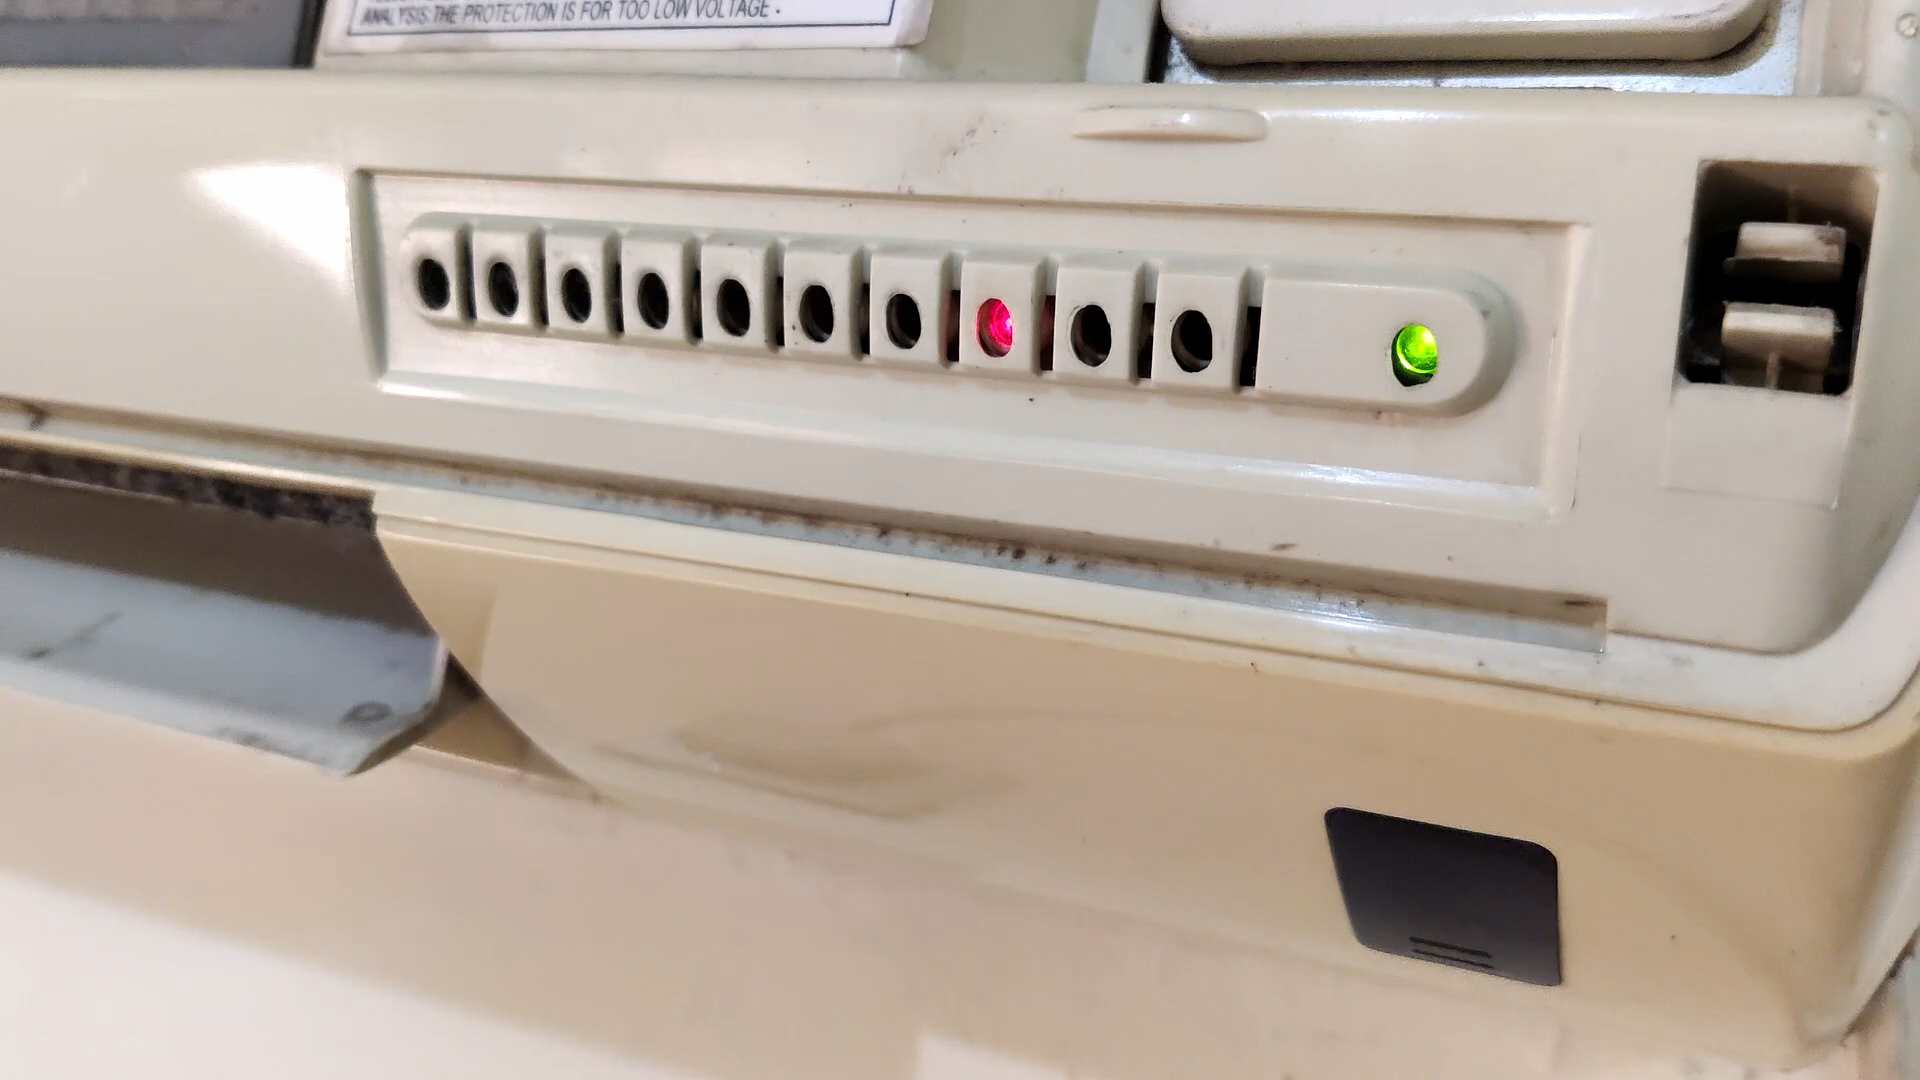 ANALYSIS.THE PROTECTION IS FOR TOO LOW VOLTAGE .